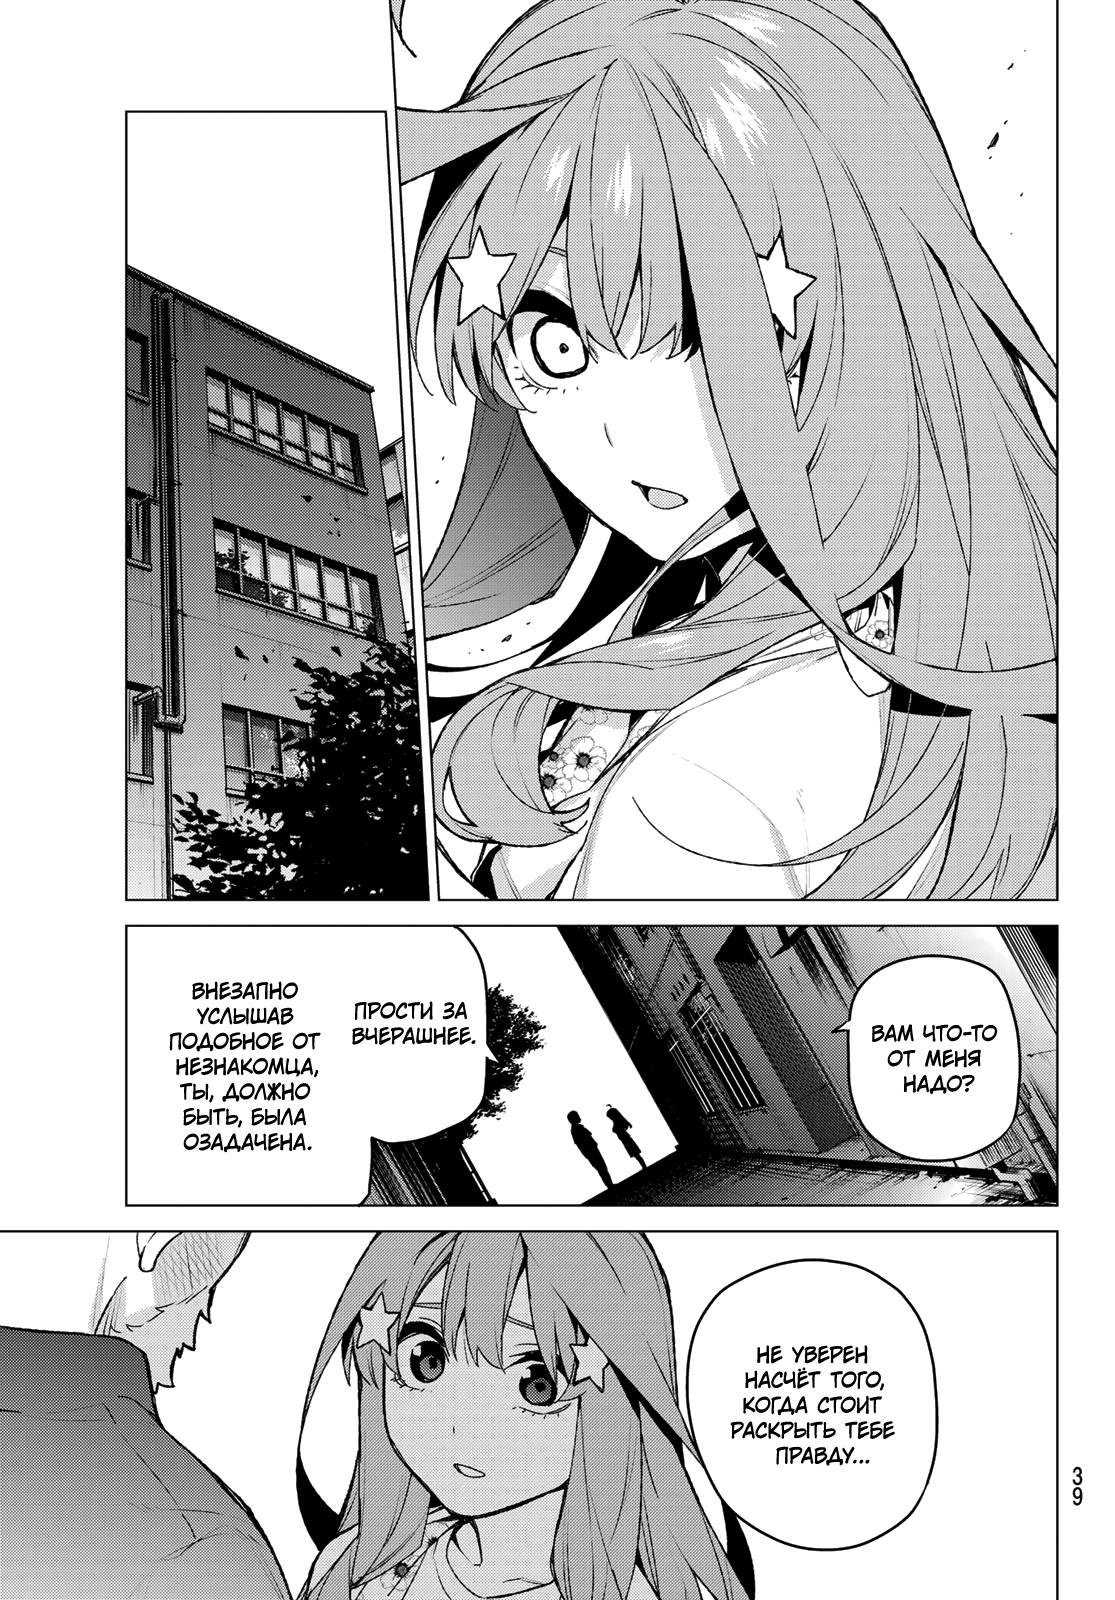 ВАМ ЧТО-ТО
ОТ МЕНЯ
НАДО?
ПРОСТИ ЗА
ВЧЕРАШНЕЕ.
ВНЕЗАПНО
УСЛЫШАВ
ПОДОБНОЕ ОТ
НЕЗНАКОМЦА,
ТЫ, ДОЛЖНО
БЫТЬ, БЫЛА
ОЗАДАЧЕНА.
НЕ УВЕРЕН
НАСЧЁТ ТОГО,
КОГДА СТОИТ
РАСКРЫТЬ ТЕБЕ
ПРАВДУ...
39